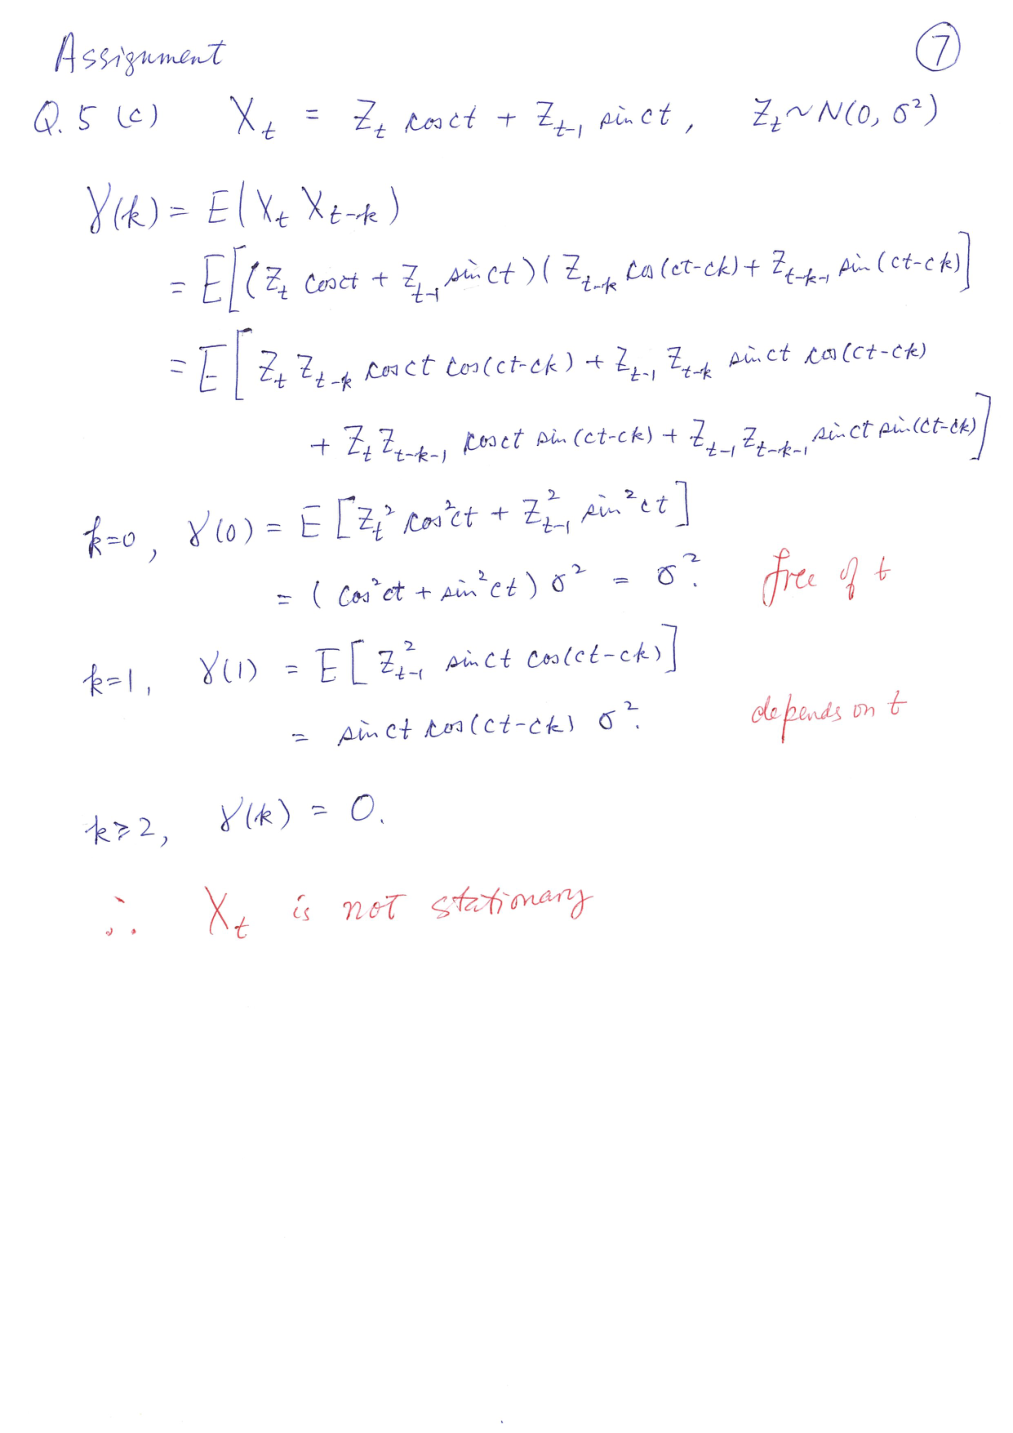 Assignment ⑦
Q. 5 (c) X_t = Z_t cos ct + Z_{t-1} sin ct, Z_t ~ N(0, σ²)
γ(k) = E(X_t X_{t-k})
= E[(Z_t cos ct + Z_{t-1} sin ct)(Z_{t-k} cos(ct-ck) + Z_{t-k-1} sin(ct-ck)]
= E[Z_t Z_{t-k} cos ct cos(ct-ck) + Z_{t-1} Z_{t-k} sin ct cos(ct-ck)
+ Z_t Z_{t-k-1} cos ct sin(ct-ck) + Z_{t-1} Z_{t-k-1} sin ct sin(ct-ck)]
k=0, γ(0) = E[Z_t² cos²ct + Z²_{t-1} sin²ct]
= (cos²ct + sin²ct) σ² = σ². free of t
k=1, γ(1) = E[Z²_{t-1} sin ct cos(ct-ck)]
= sin ct cos(ct-ck) σ². depends on t
k≥2, γ(k) = 0.
∴ X_t is not stationary